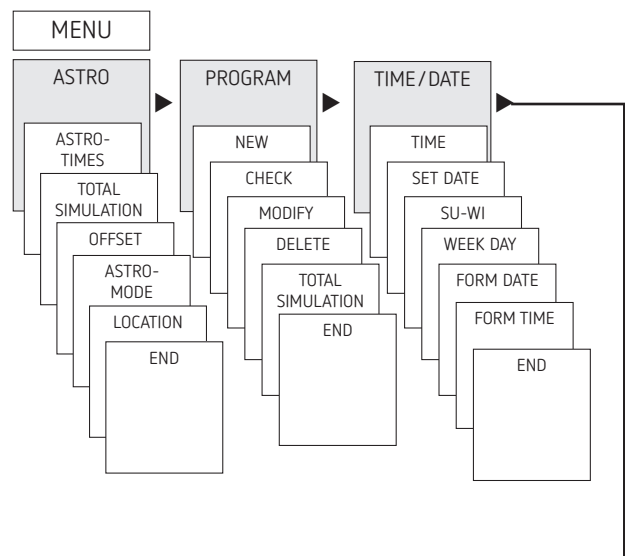 MENU
ASTRO
ASTRO-
TIMES
TOTAL
SIMULATION
OFFSET
ASTRO-
MODE
LOCATION
END
PROGRAM
NEW
CHECK
MODIFY
DELETE
TOTAL
SIMULATION
END
TIME/DATE
TIME
SET DATE
SU-WI
WEEK DAY
FORM DATE
FORM TIME
END